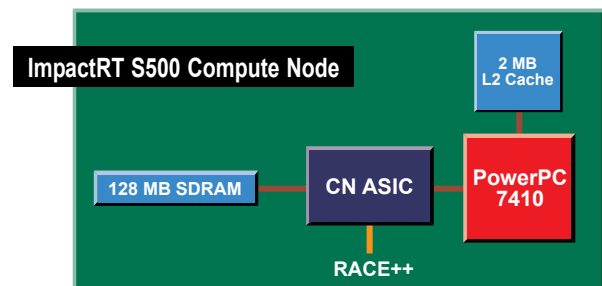 ImpactRT S500 Compute Node
2 MB
L2 Cache
128 MB SDRAM
CN ASIC
PowerPC
7410
RACE++